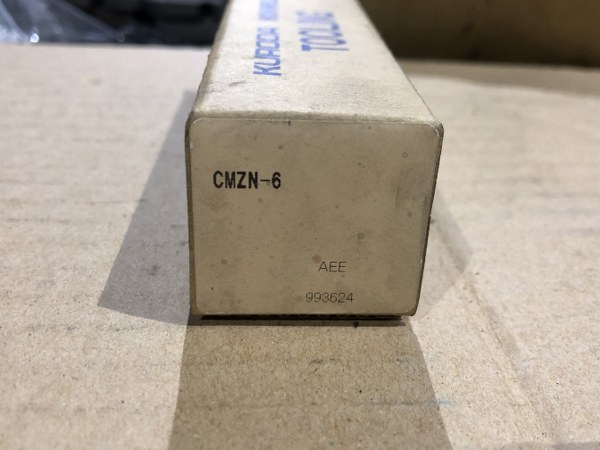 KURODA
TOOLING
CMZN-6
AEE
993624